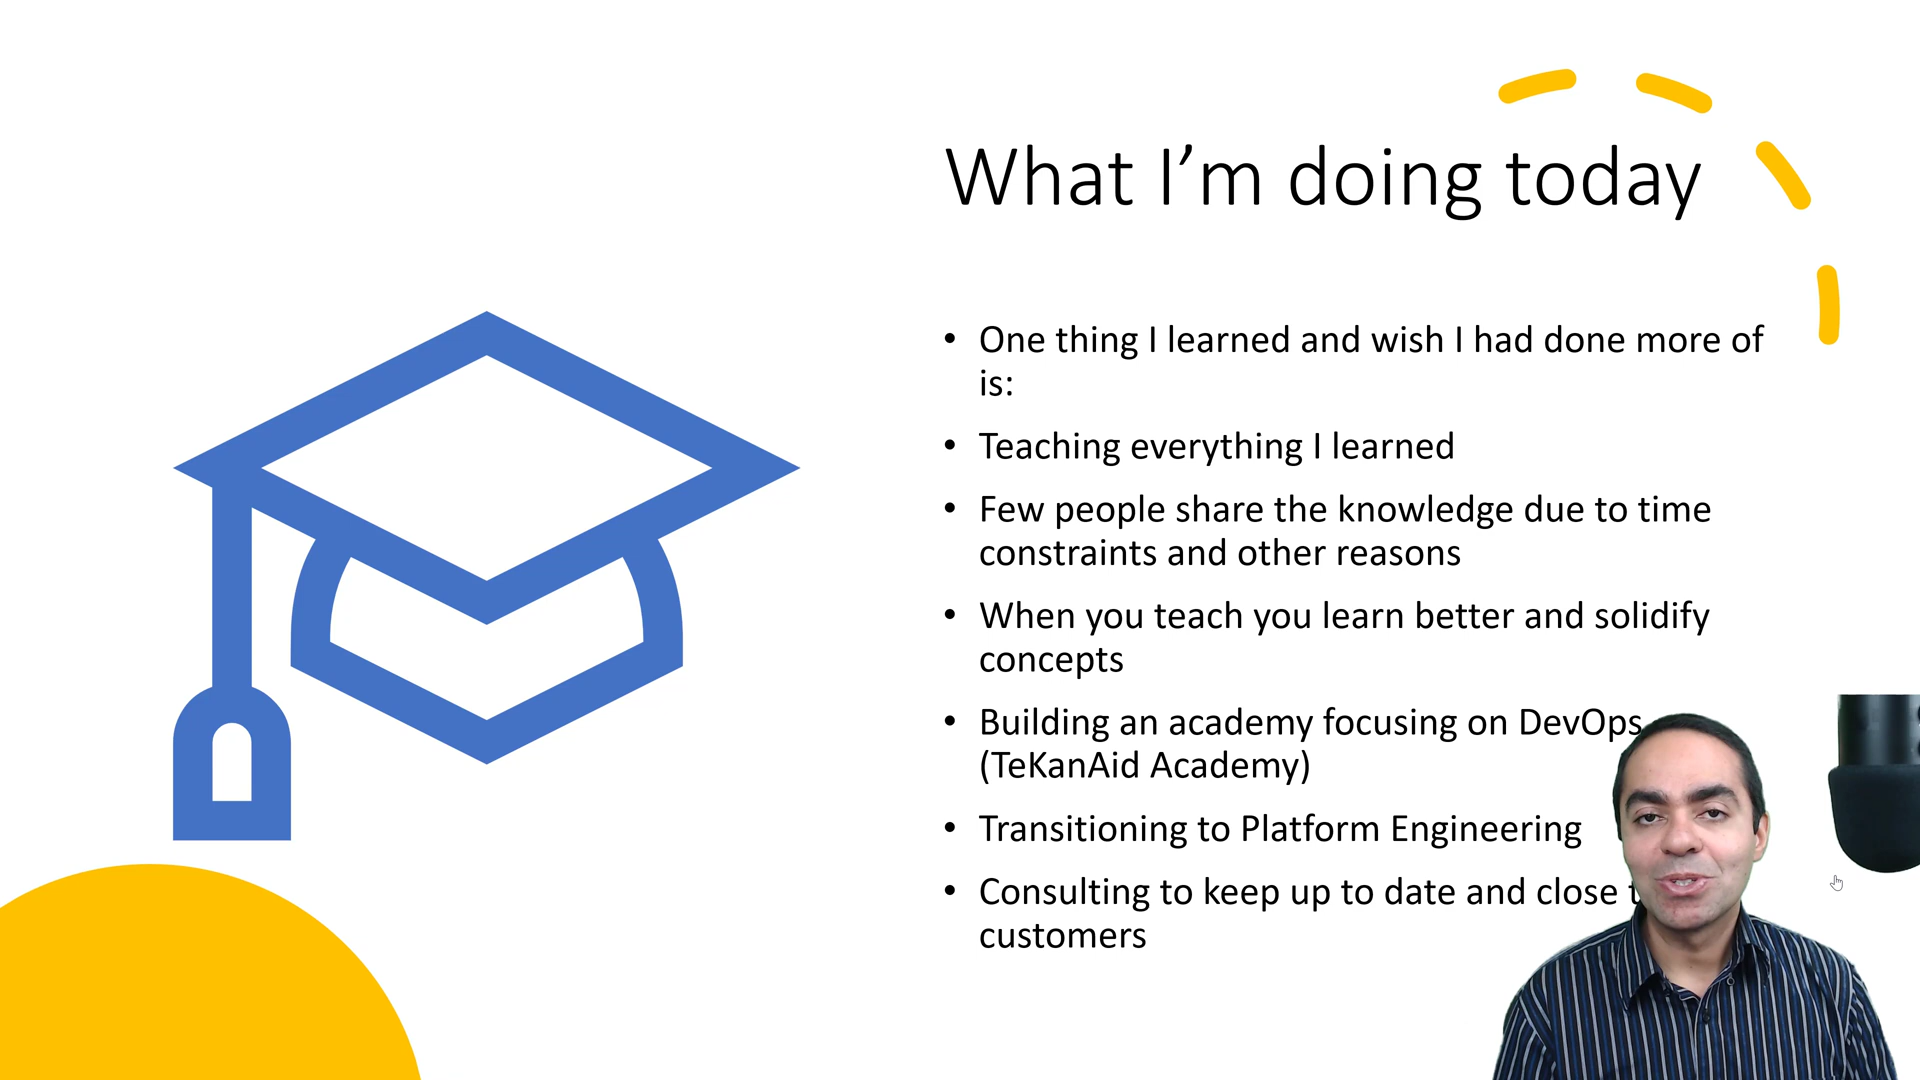 What I’m doing today
• One thing I learned and wish I had done more of
is:
• Teaching everything I learned
• Few people share the knowledge due to time
constraints and other reasons
• When you teach you learn better and solidify
concepts
• Building an academy focusing on DevOps
(TeKanAid Academy)
• Transitioning to Platform Engineering
• Consulting to keep up to date and close
customers